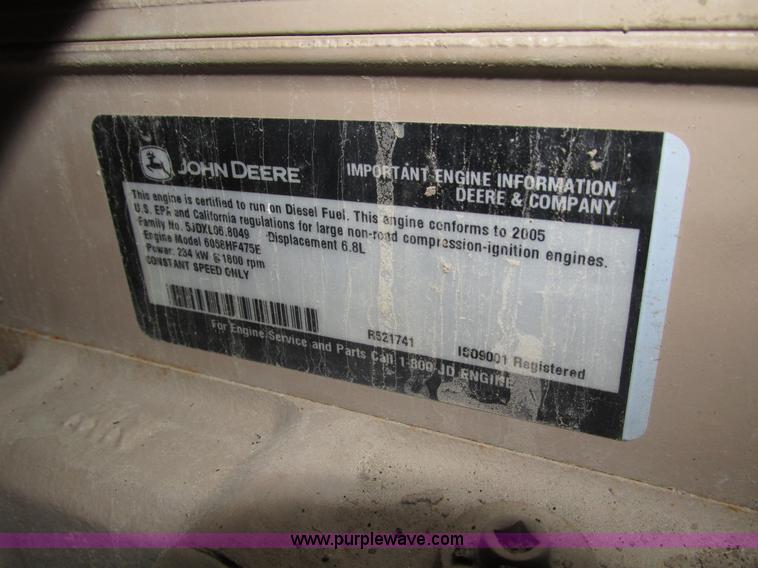 JOHN DEERE
IMPORTANT ENGINE INFORMATION
DEERE & COMPANY
This engine is certified to run on Diesel Fuel. This engine conforms to 2005
U.S. EPA and California regulations for large non-road compression-ignition engines.
Family No. 5JDXL06.8049 Displacement 6.8L
Engine Model 6068HF475E
Power: 234 kW @ 1800 rpm
CONSTANT SPEED ONLY
R521741
ISO9001 Registered
For Engine Service and Parts Call 1-800-JD ENGINE
www.purplewave.com